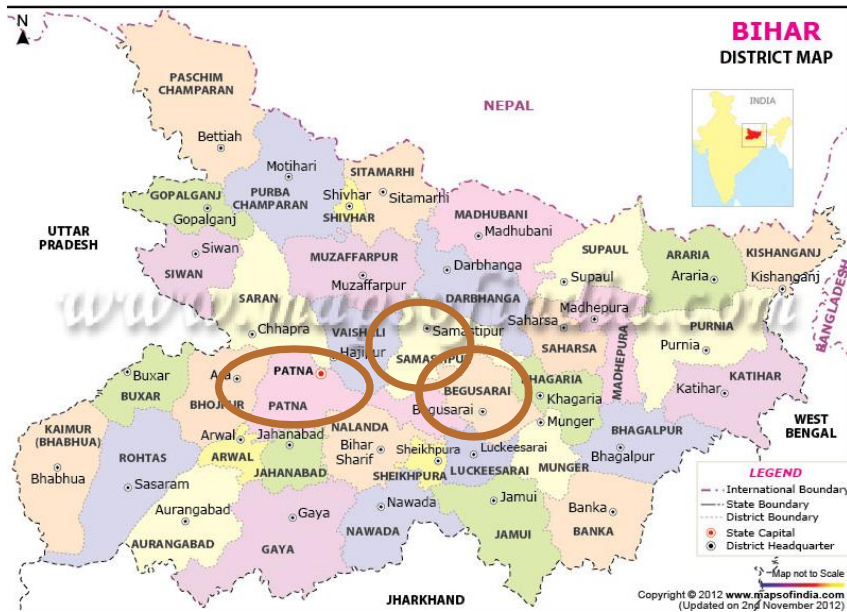 N
BIHAR
DISTRICT MAP
INDIA
PASCHIM
CHAMPARAN
Bettiah
NEPAL
Motihari
PURBA
CHAMPARAN
SITAMARHI
Sitamarhi
Shivhar
SHIVHAR
GOPALGANJ
Gopalganj
UTTAR
PRADESH
Siwan
SIWAN
MUZAFFARPUR
Muzaffarpur
MADHUBANI
Madhubani
Darbhanga
DARBHANGA
SUPAUL
Supaul
ARARIA
Araria
KISHANGANJ
Kishanganj
BANGLADESH
www.mapsofindia.com
SARAN
Chhapra
VAISHALI
Hajipur
Samastipur
SAMASTIPUR
Saharsa
SAHARSA
Madhepura
MADHEPURA
PURNIA
Purnia
KATIHAR
Katihar
Buxar
BUXAR
BHOJPUR
PATNA
PATNA
BEGUSARAI
Begusarai
Khagaria
Munger
MUNGER
BHAGALPUR
Bhagalpur
WEST
BENGAL
KAIMUR
(BHABHUA)
Bhabhua
ROHTAS
Sasaram
Arwal
ARWAL
Jahanabad
JAHANABAD
NALANDA
Bihar
Sharif
Sheikhpura
SHEIKHPURA
Luckeesarai
LUCKEESARAI
Aurangabad
AURANGABAD
Gaya
GAYA
Nawada
NAWADA
Jamui
JAMUI
Banka
BANKA
JHARKHAND
LEGEND
International Boundary
State Boundary
District Boundary
State Capital
District Headquarter
Map not to Scale
Copyright © 2012 www.mapsofindia.com
(Updated on 2nd November 2012)